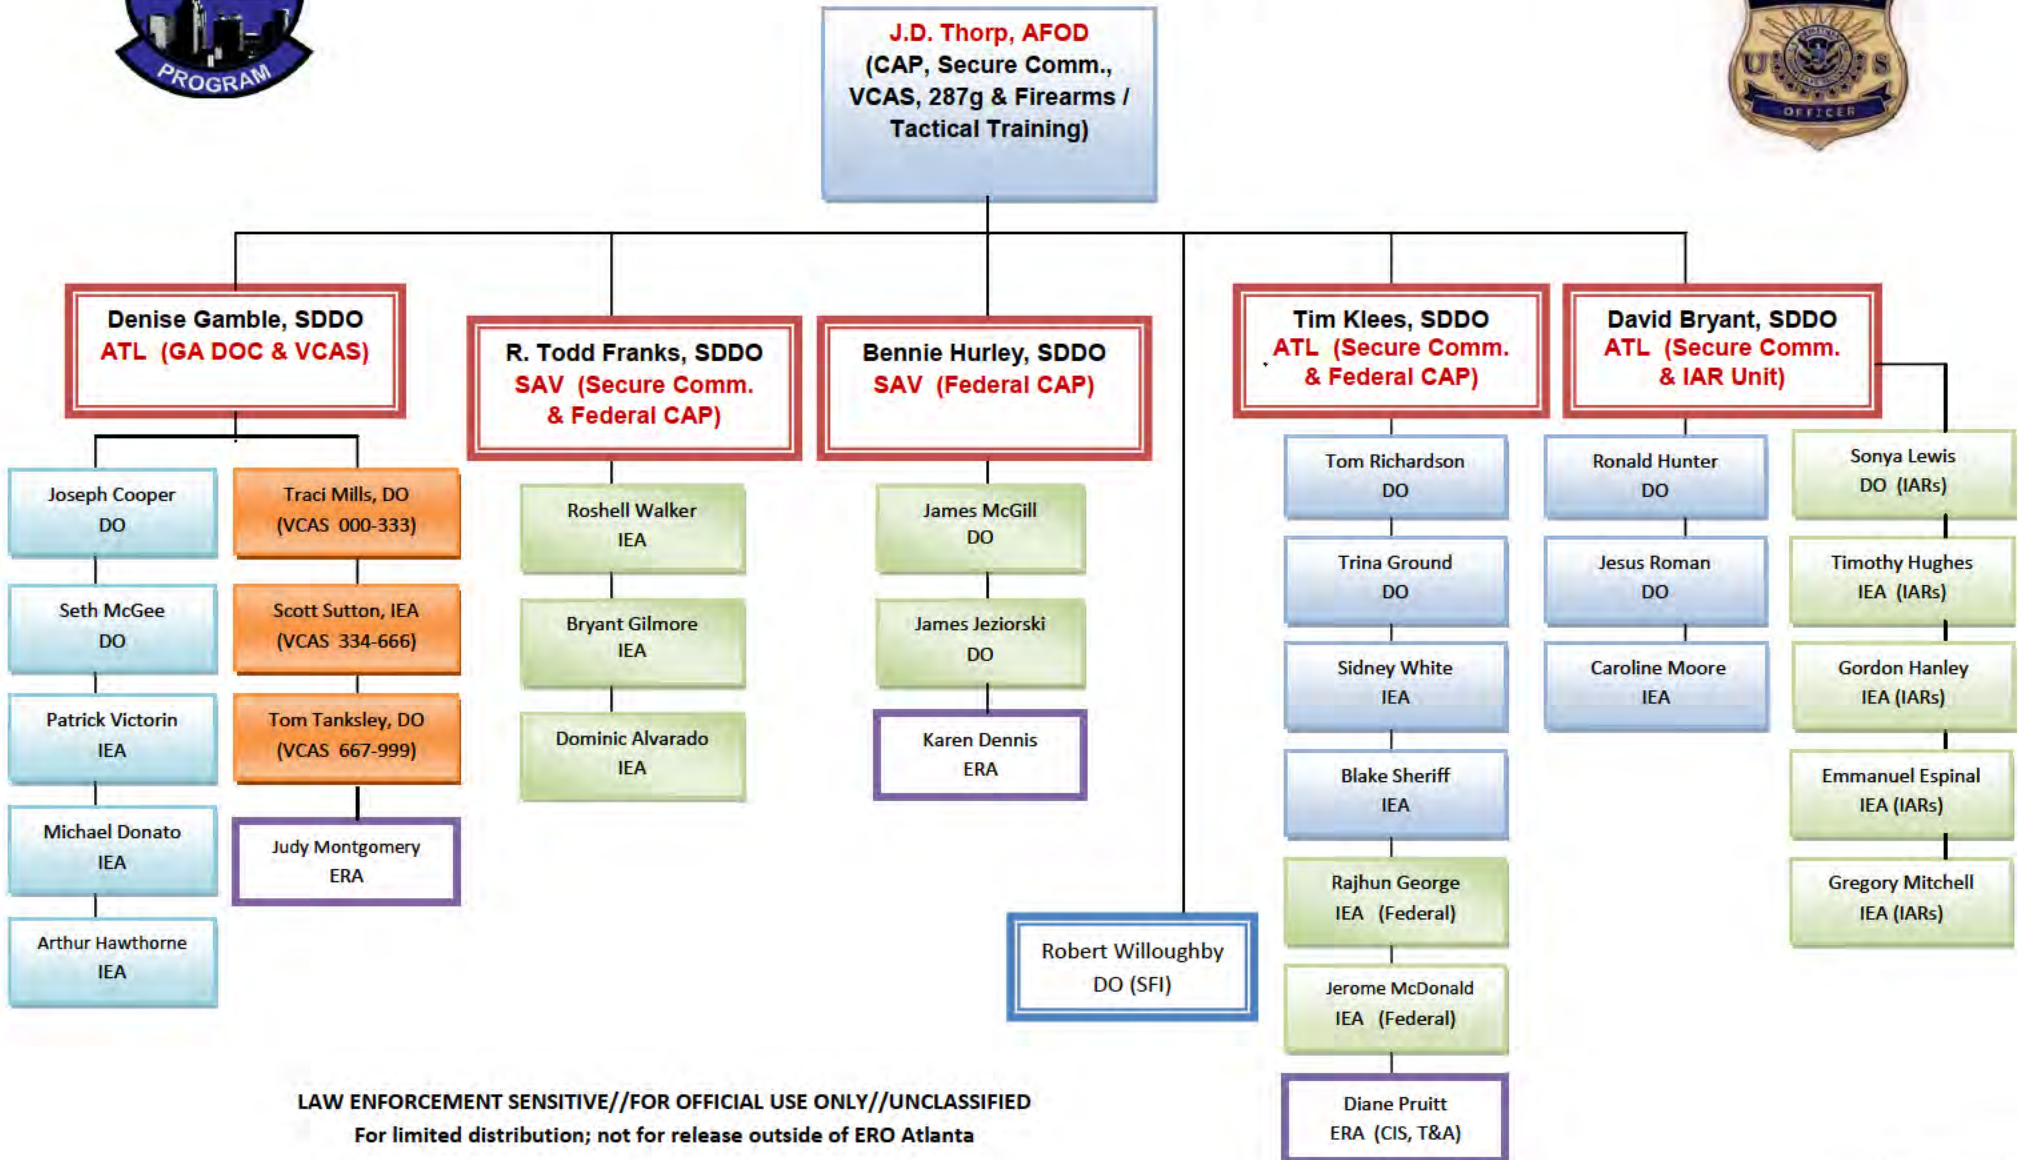 PROGRAM
U S
OFFICER
J.D. Thorp, AFOD
(CAP, Secure Comm.,
VCAS, 287g & Firearms /
Tactical Training)
Denise Gamble, SDDO
ATL (GA DOC & VCAS)
Joseph Cooper
DO
Seth McGee
DO
Patrick Victorin
IEA
Michael Donato
IEA
Arthur Hawthorne
IEA
Traci Mills, DO
(VCAS 000-333)
Scott Sutton, IEA
(VCAS 334-666)
Tom Tanksley, DO
(VCAS 667-999)
Judy Montgomery
ERA
R. Todd Franks, SDDO
SAV (Secure Comm.
& Federal CAP)
Roshell Walker
IEA
Bryant Gilmore
IEA
Dominic Alvarado
IEA
Bennie Hurley, SDDO
SAV (Federal CAP)
James McGill
DO
James Jeziorski
DO
Karen Dennis
ERA
Robert Willoughby
DO (SFI)
Tim Klees, SDDO
ATL (Secure Comm.
& Federal CAP)
Tom Richardson
DO
Trina Ground
DO
Sidney White
IEA
Blake Sheriff
IEA
Rajhun George
IEA (Federal)
Jerome McDonald
IEA (Federal)
Diane Pruitt
ERA (CIS, T&A)
David Bryant, SDDO
ATL (Secure Comm.
& IAR Unit)
Ronald Hunter
DO
Jesus Roman
DO
Caroline Moore
IEA
Sonya Lewis
DO (IARs)
Timothy Hughes
IEA (IARs)
Gordon Hanley
IEA (IARs)
Emmanuel Espinal
IEA (IARs)
Gregory Mitchell
IEA (IARs)
LAW ENFORCEMENT SENSITIVE//FOR OFFICIAL USE ONLY//UNCLASSIFIED
For limited distribution; not for release outside of ERO Atlanta